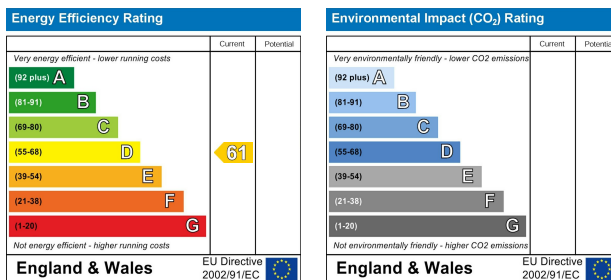 Energy Efficiency Rating
Current Potential
Very energy efficient - lower running costs
(92 plus) A
(81-91) B
(69-80) C
(55-68) D 61
(39-54) E
(21-38) F
(1-20) G
Not energy efficient - higher running costs
England & Wales
EU Directive
2002/91/EC
Environmental Impact (CO₂) Rating
Current Potential
Very environmentally friendly - lower CO2 emissions
(92 plus) A
(81-91) B
(69-80) C
(55-68) D
(39-54) E
(21-38) F
(1-20) G
Not environmentally friendly - higher CO2 emissions
England & Wales
EU Directive
2002/91/EC